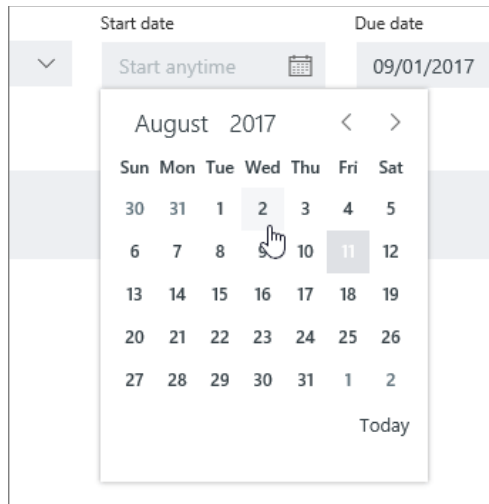 Start date Due date
Start anytime 09/01/2017
August 2017
Sun Mon Tue Wed Thu Fri Sat
30 31 1 2 3 4 5
6 7 8 9 10 11 12
13 14 15 16 17 18 19
20 21 22 23 24 25 26
27 28 29 30 31 1 2
Today